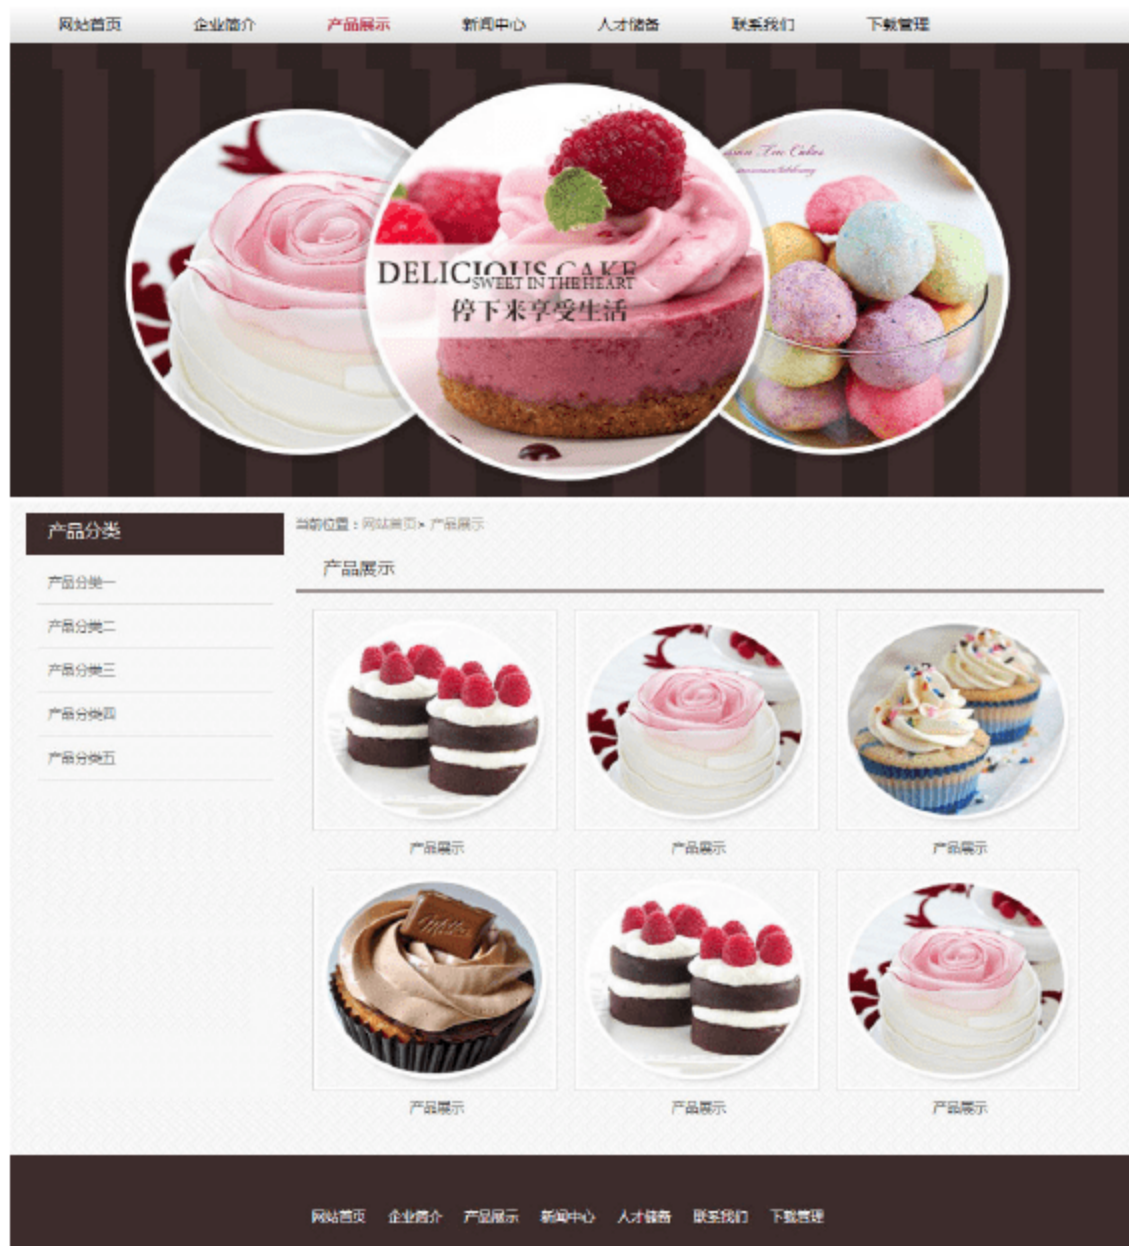 网站首页 企业简介 产品展示 新闻中心 人才储备 联系我们 下载管理
DELICIOUS CAKE
SWEET IN THE HEART
停下来享受生活
产品分类
产品分类一
产品分类二
产品分类三
产品分类四
产品分类五
当前位置：网站首页> 产品展示
产品展示
产品展示 产品展示 产品展示
产品展示 产品展示 产品展示
网站首页 企业简介 产品展示 新闻中心 人才储备 联系我们 下载管理